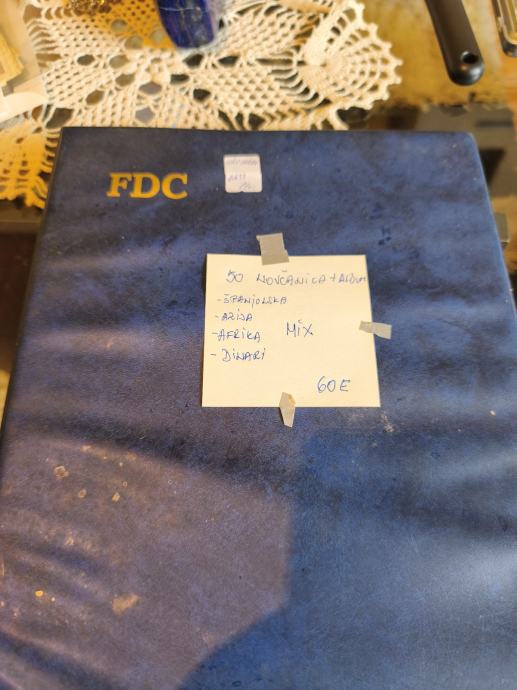 FDC
50 NOVČANICA + ALBUM
- ŠPANJOLSKA
- AZIJA
- AFRIKA MIX
- DINARI
60E